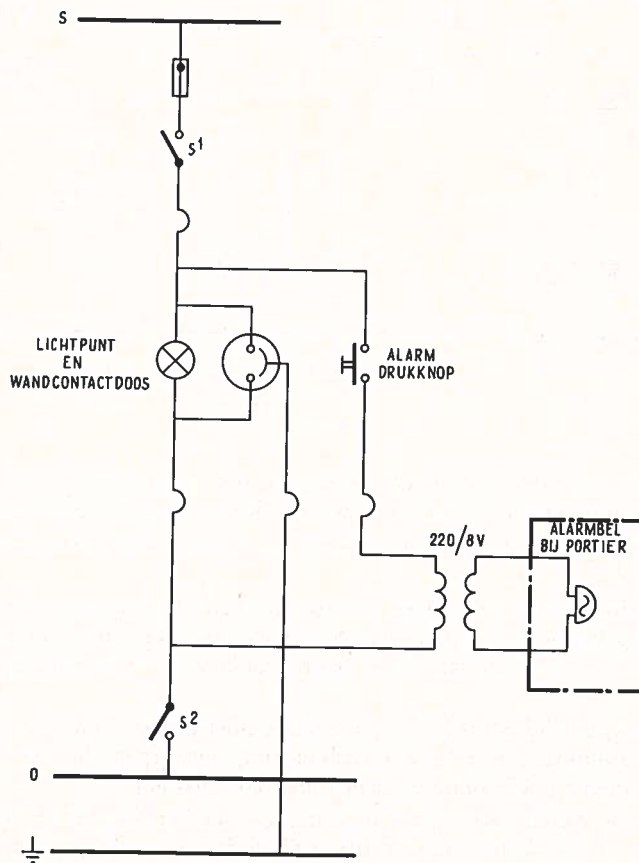 S
S¹
LICHTPUNT
EN
WANDCONTACTDOOS
ALARM
DRUKKNOP
220/8V
ALARMBEL
BIJ PORTIER
S²
0